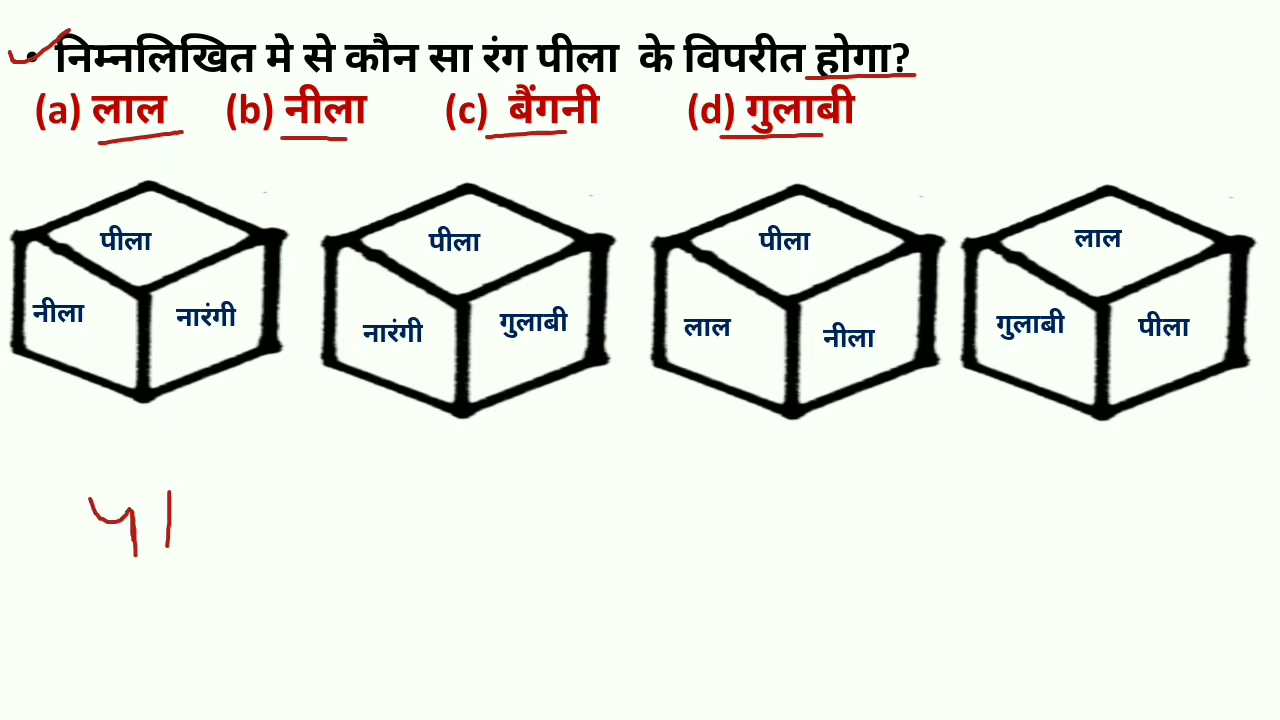 • निम्नलिखित मे से कौन सा रंग पीला के विपरीत होगा?
(a) लाल (b) नीला (c) बैंगनी (d) गुलाबी
पीला
नीला
नारंगी
पीला
नारंगी
गुलाबी
पीला
लाल
नीला
लाल
गुलाबी
पीला